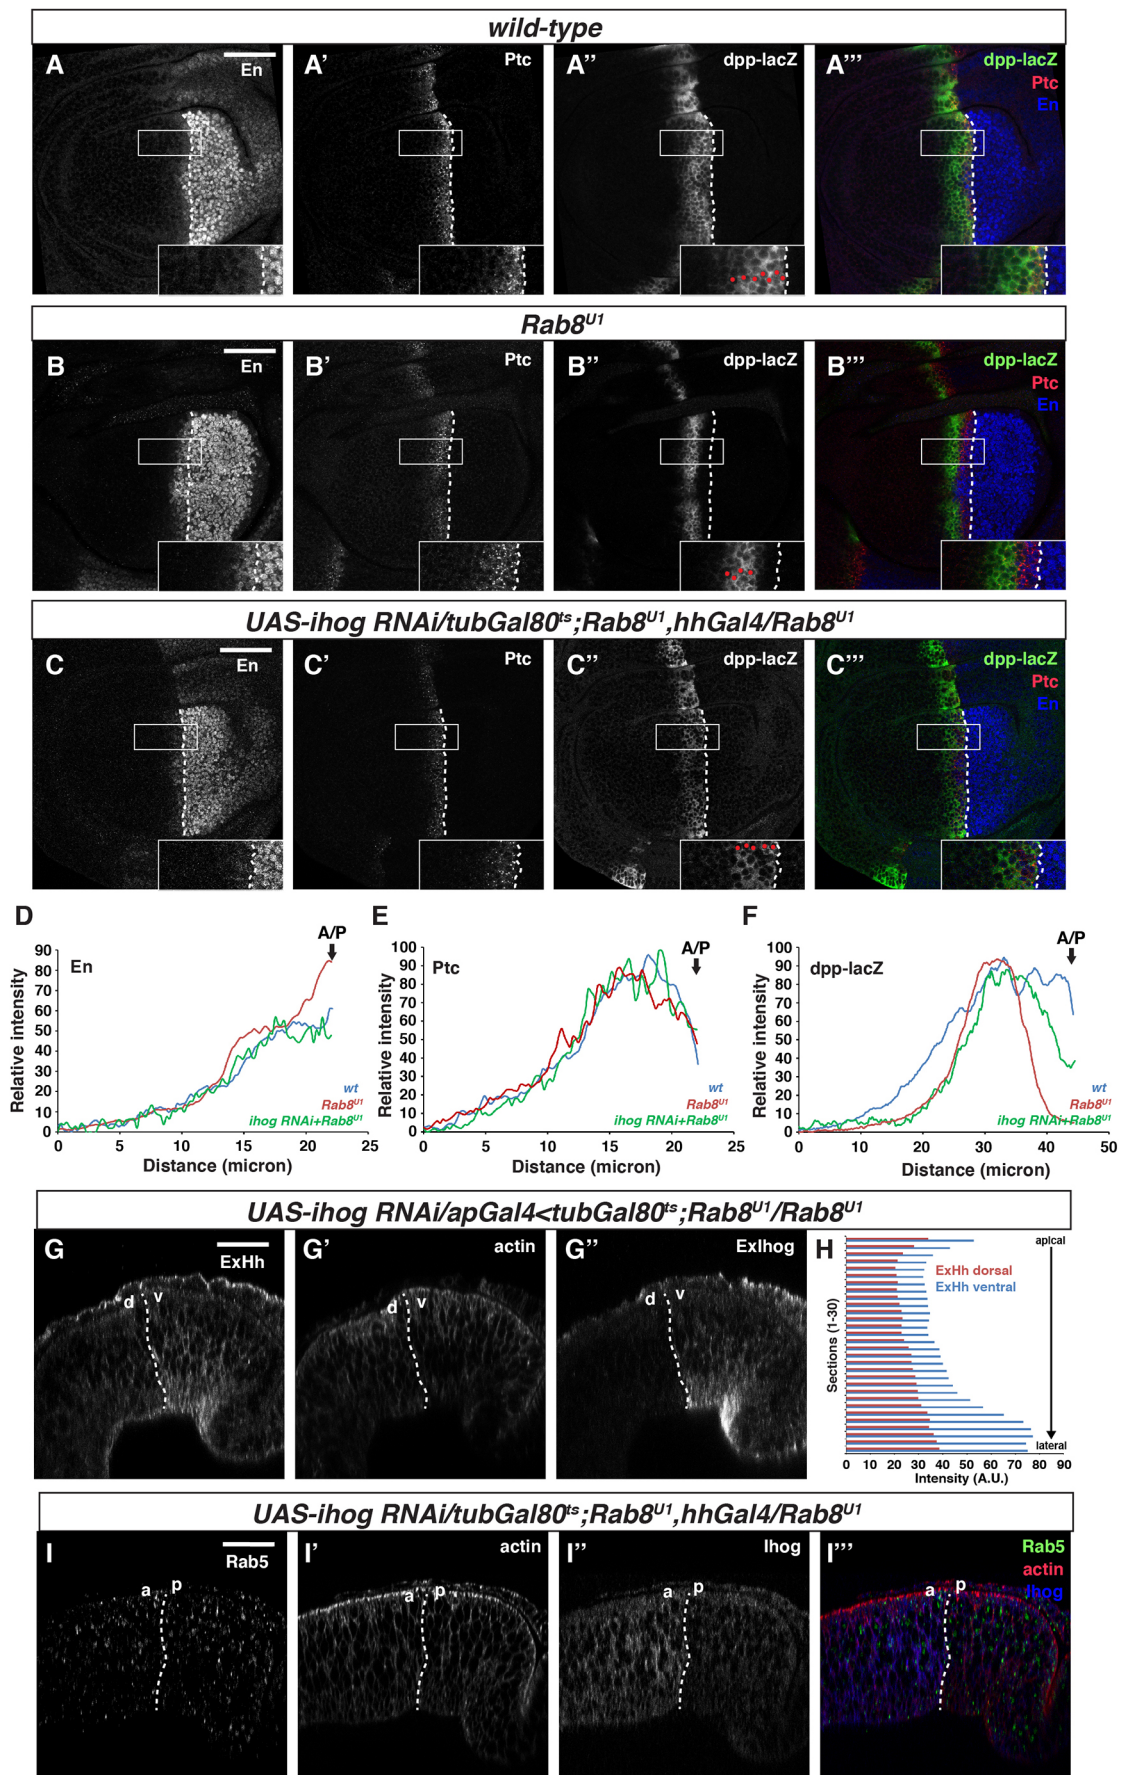 wild-type
A
En
A'
Ptc
A''
dpp-lacZ
A'''
dpp-lacZ
Ptc
En
Rab8U1
B
En
B'
Ptc
B''
dpp-lacZ
B'''
dpp-lacZ
Ptc
En
UAS-ihog RNAi/tubGal80ts;Rab8U1,hhGal4/Rab8U1
C
En
C'
Ptc
C''
dpp-lacZ
C'''
dpp-lacZ
Ptc
En
D
En
A/P
Relative intensity
90
80
70
60
50
40
30
20
10
0
wt
Rab8U1
ihog RNAi+Rab8U1
0 5 10 15 20 25
Distance (micron)
E
Ptc
A/P
Relative intensity
100
90
80
70
60
50
40
30
20
10
0
wt
Rab8U1
ihog RNAi+Rab8U1
0 5 10 15 20 25
Distance (micron)
F
dpp-lacZ
A/P
Relative intensity
100
90
80
70
60
50
40
30
20
10
0
wt
Rab8U1
ihog RNAi+Rab8U1
0 10 20 30 40 50
Distance (micron)
UAS-ihog RNAi/apGal4<tubGal80ts;Rab8U1/Rab8U1
G
ExHh
d v
G'
actin
d v
G''
ExIhog
d v
H
apical
ExHh dorsal
ExHh ventral
Sections (1-30)
lateral
0 10 20 30 40 50 60 70 80 90
Intensity (A.U.)
UAS-ihog RNAi/tubGal80ts;Rab8U1,hhGal4/Rab8U1
I
Rab5
a p
I'
actin
a p
I''
Ihog
a p
I'''
Rab5
actin
Ihog
a p